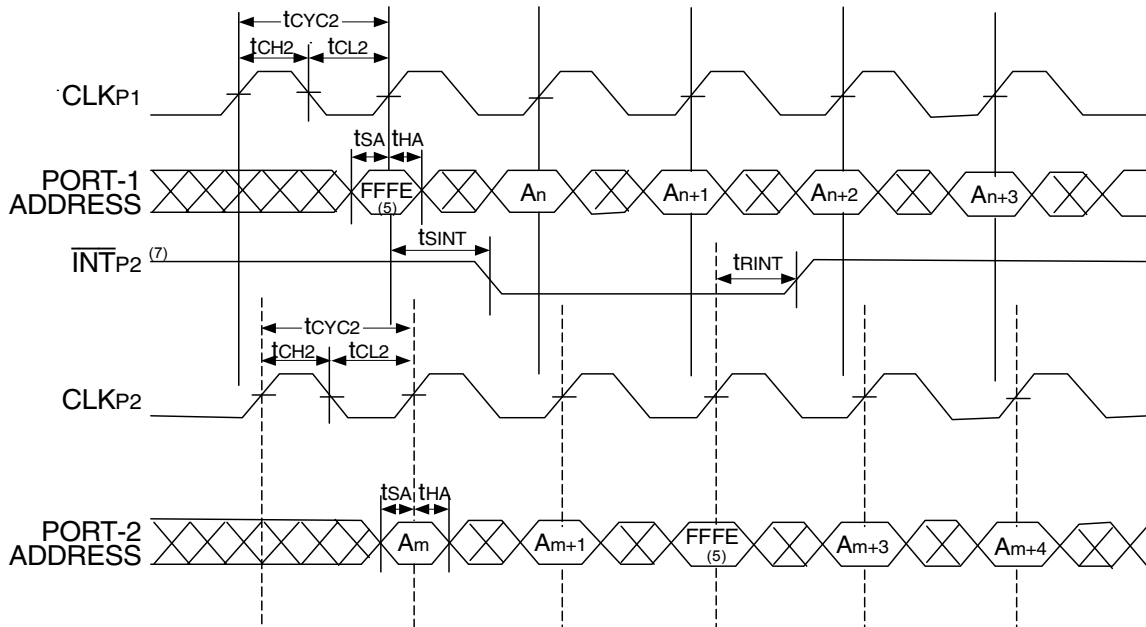 tCYC2
tCH2 tCL2
CLKP1
tSA tHA
PORT-1
ADDRESS
FFFE
(5)
An An+1 An+2 An+3
tSINT
INTP2 (7)
tRINT
tCYC2
tCH2 tCL2
CLKP2
tSA tHA
PORT-2
ADDRESS
Am Am+1 FFFE
(5)
Am+3 Am+4